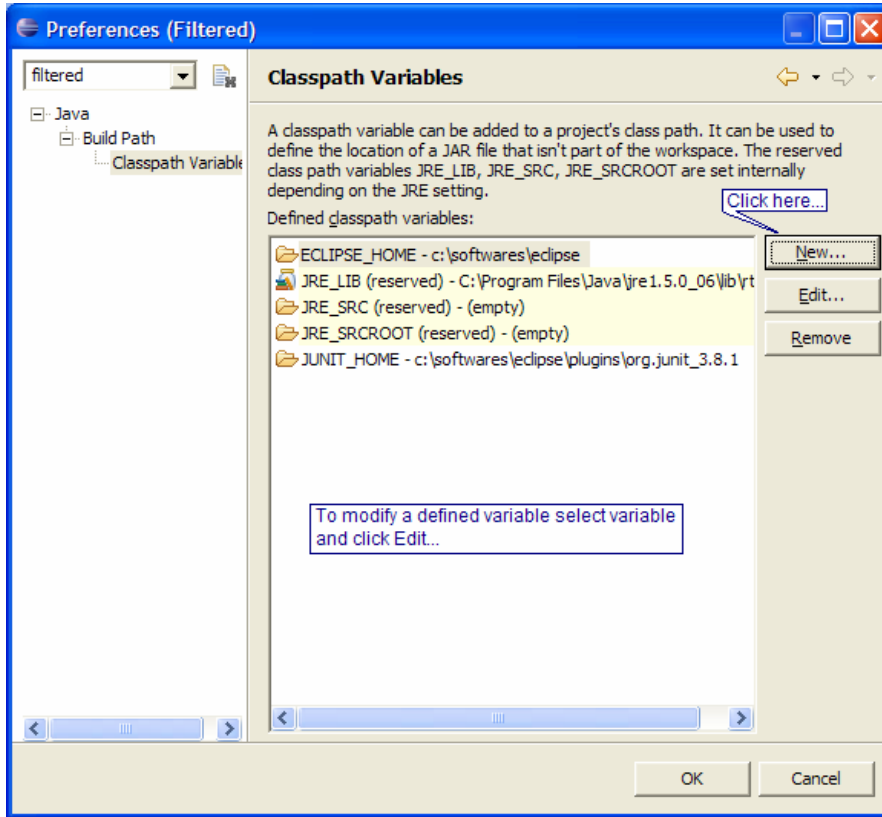 Preferences (Filtered)
filtered
Java
Build Path
Classpath Variable
Classpath Variables
A classpath variable can be added to a project's class path. It can be used to
define the location of a JAR file that isn't part of the workspace. The reserved
class path variables JRE_LIB, JRE_SRC, JRE_SRCROOT are set internally
depending on the JRE setting.
Click here...
Defined classpath variables:
ECLIPSE_HOME - c:\softwares\eclipse
JRE_LIB (reserved) - C:\Program Files\Java\jre1.5.0_06\lib\rt
JRE_SRC (reserved) - (empty)
JRE_SRCROOT (reserved) - (empty)
JUNIT_HOME - c:\softwares\eclipse\plugins\org.junit_3.8.1
New...
Edit...
Remove
To modify a defined variable select variable
and click Edit...
OK
Cancel